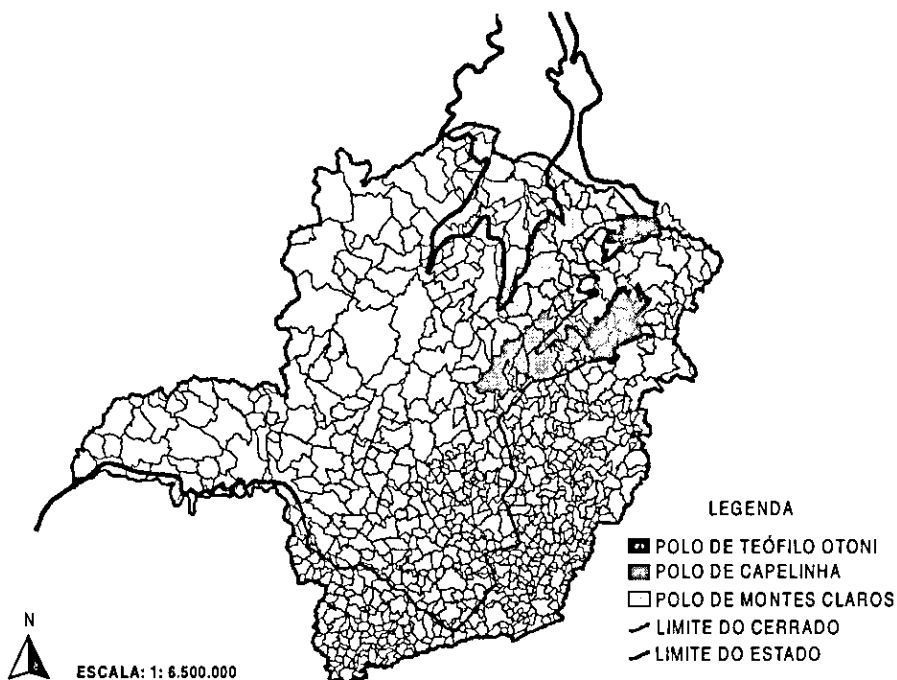 LEGENDA
POLO DE TEÓFILO OTONI
POLO DE CAPELINHA
POLO DE MONTES CLAROS
LIMITE DO CERRADO
LIMITE DO ESTADO
N
ESCALA: 1: 6.500.000